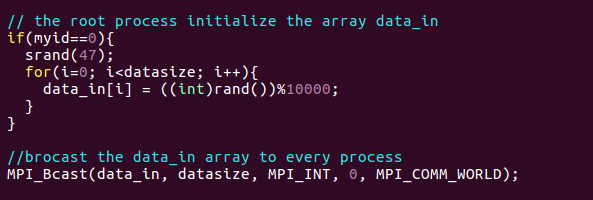 // the root process initialize the array data_in
if(myid==0){
  srand(47);
  for(i=0; i<datasize; i++){
    data_in[i] = ((int)rand())%10000;
  }
}

//brocast the data_in array to every process
MPI_Bcast(data_in, datasize, MPI_INT, 0, MPI_COMM_WORLD);